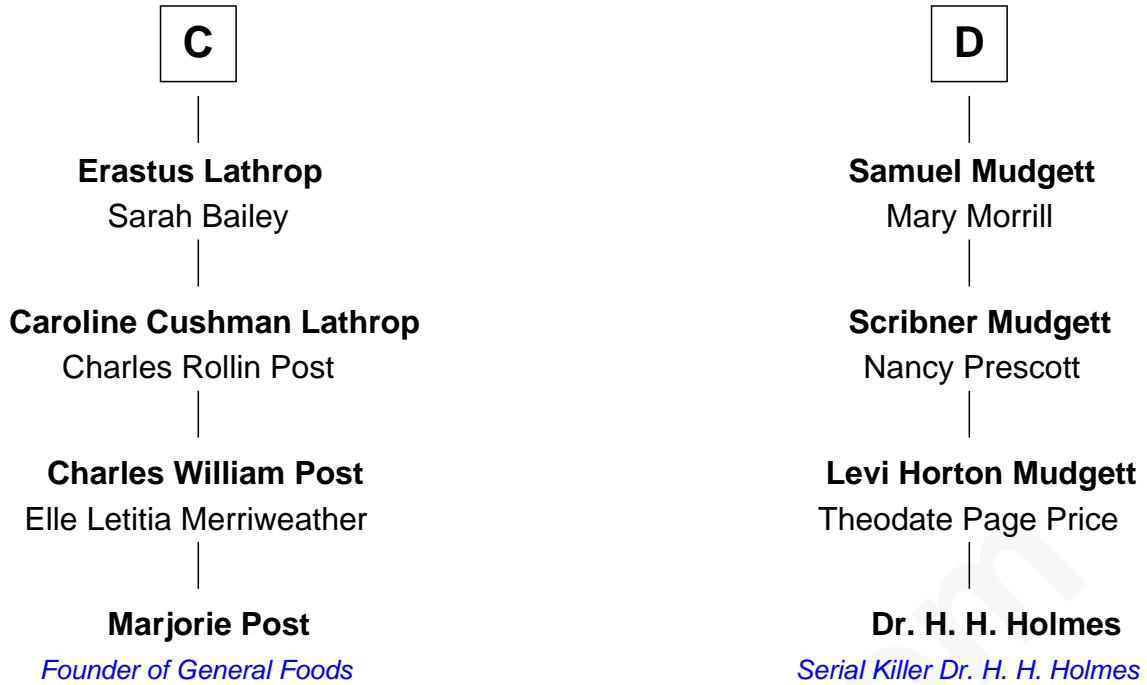 C
Erastus Lathrop
Sarah Bailey
Caroline Cushman Lathrop
Charles Rollin Post
Charles William Post
Elle Letitia Merriweather
Marjorie Post
Founder of General Foods
D
Samuel Mudgett
Mary Morrill
Scribner Mudgett
Nancy Prescott
Levi Horton Mudgett
Theodate Page Price
Dr. H. H. Holmes
Serial Killer Dr. H. H. Holmes